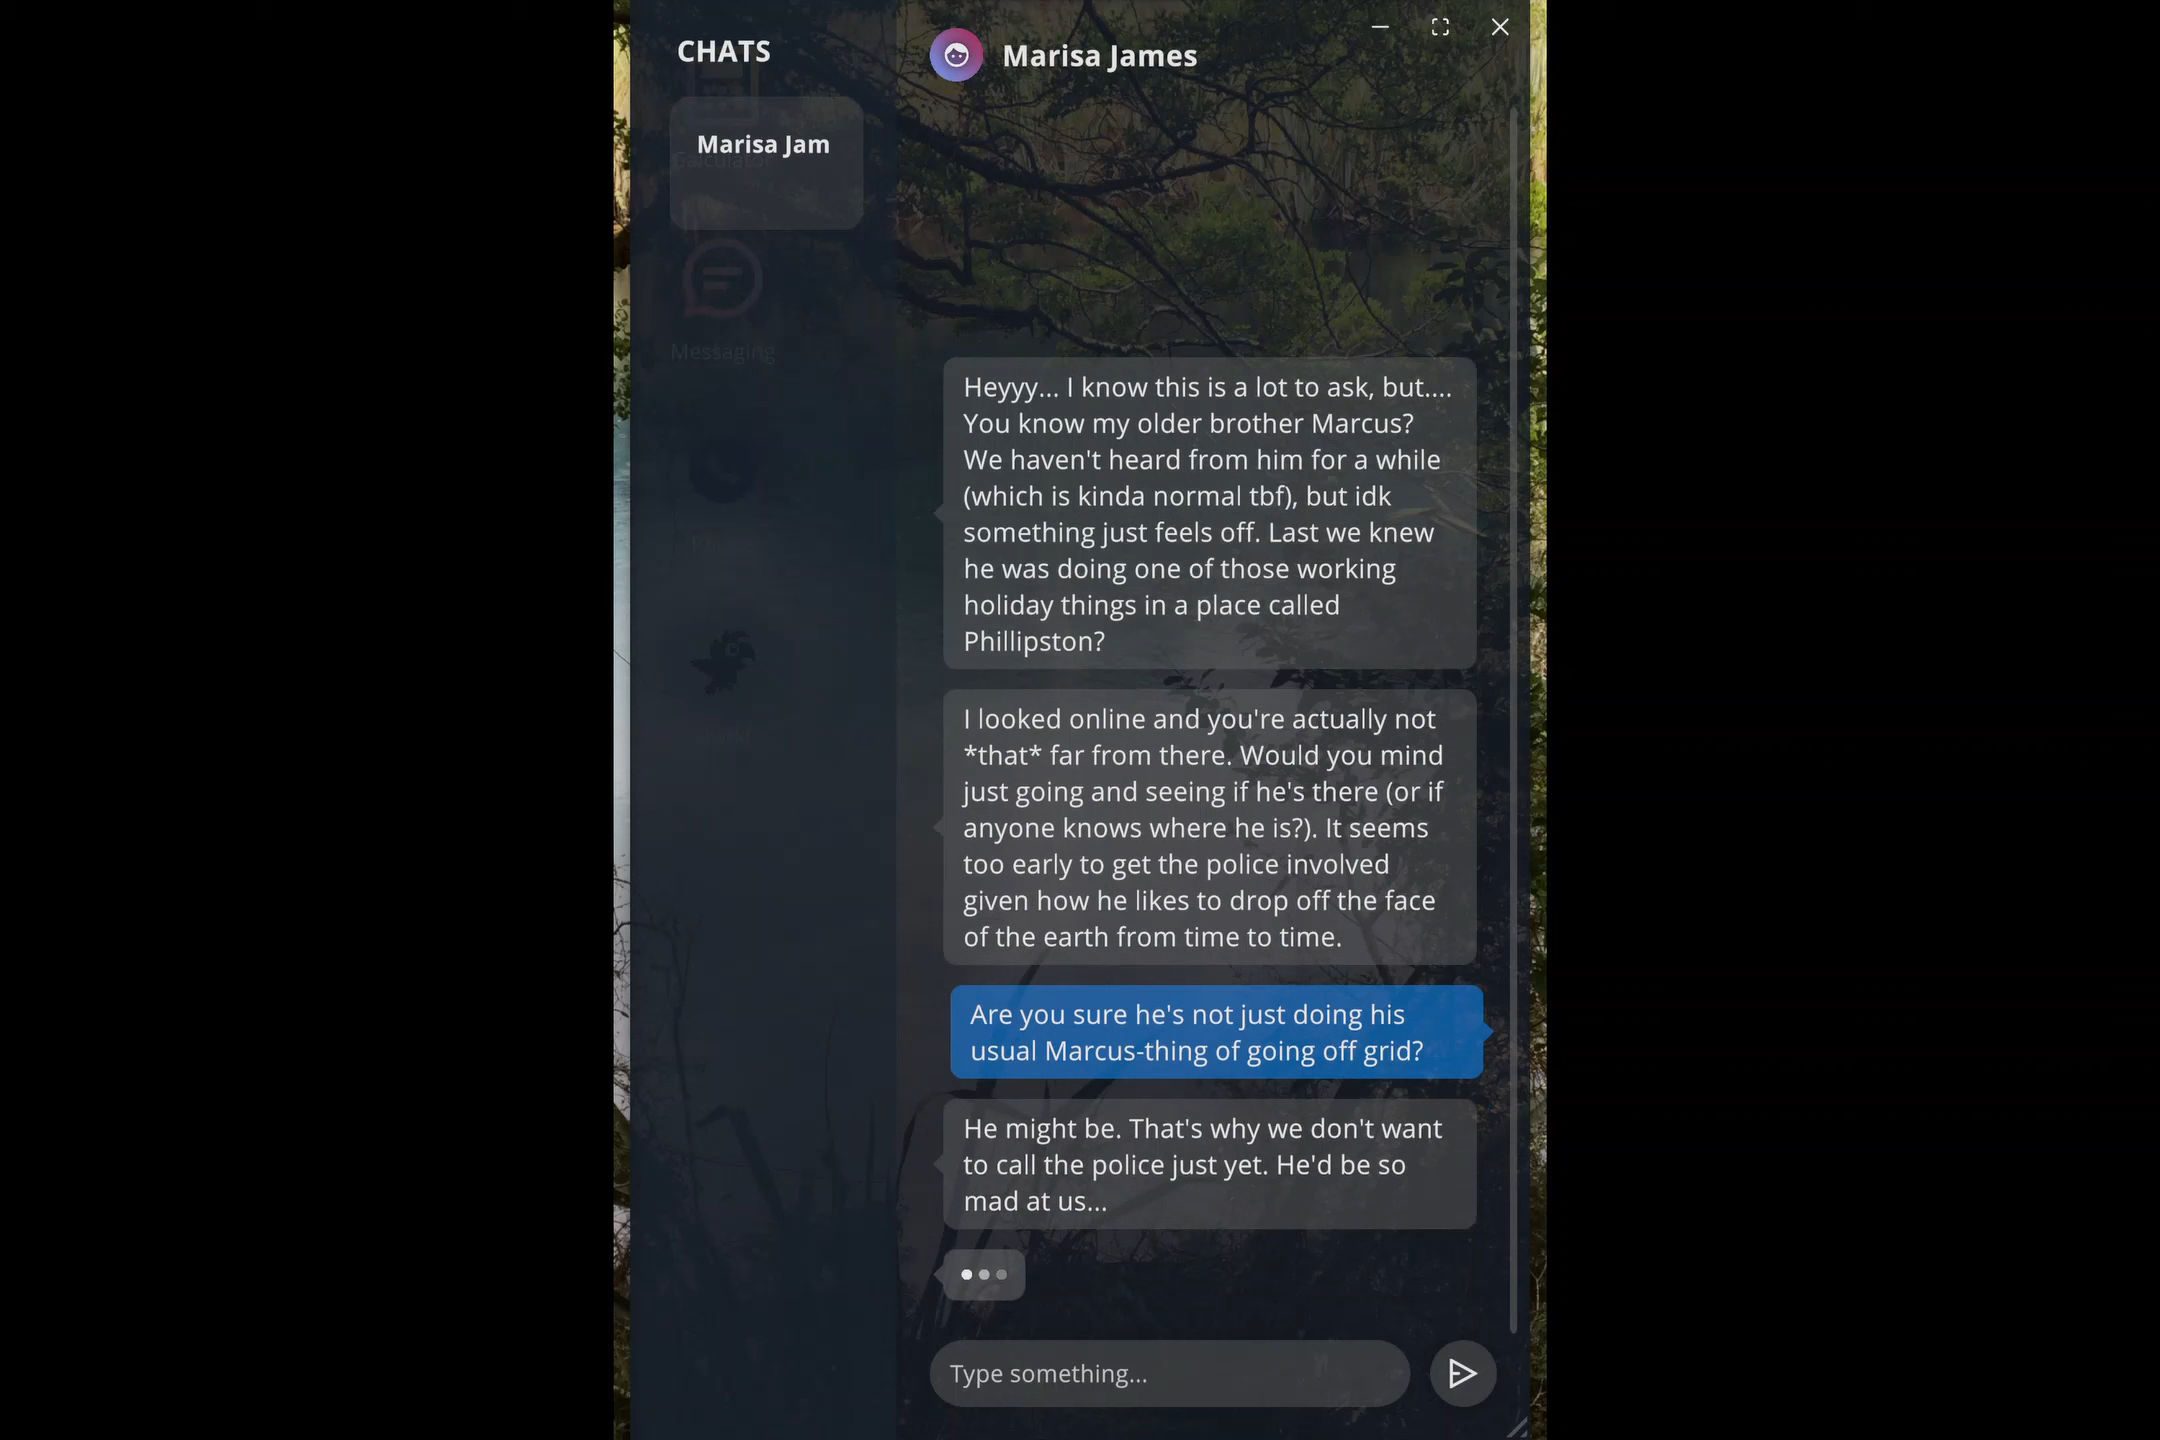 CHATS
Marisa James
Marisa Jam
Calculator
Messaging
Heyyy... I know this is a lot to ask, but....
You know my older brother Marcus?
We haven't heard from him for a while
(which is kinda normal tbf), but idk
something just feels off. Last we knew
he was doing one of those working
holiday things in a place called
Phillipston?
I looked online and you're actually not
*that* far from there. Would you mind
just going and seeing if he's there (or if
anyone knows where he is?). It seems
too early to get the police involved
given how he likes to drop off the face
of the earth from time to time.
Are you sure he's not just doing his
usual Marcus-thing of going off grid?
He might be. That's why we don't want
to call the police just yet. He'd be so
mad at us...
Type something...